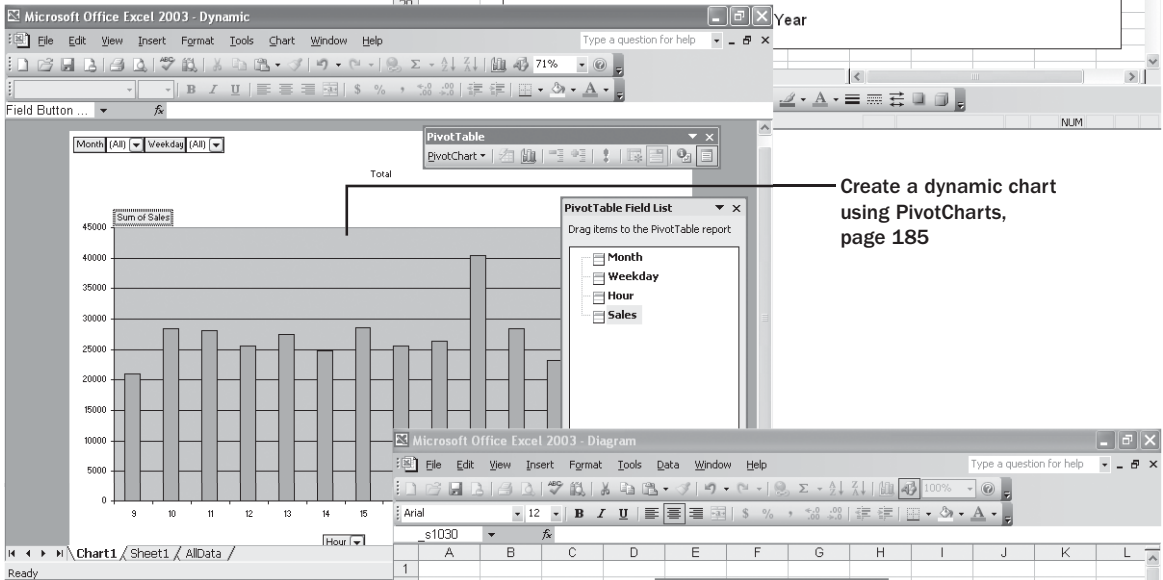 Microsoft Office Excel 2003 - Dynamic
File Edit View Insert Format Tools Chart Window Help
Type a question for help
71%
B I U
$ % ,
A
Field Button ...
fx
Year
NUM
Month (All) Weekday (All)
PivotTable
PivotChart
Total
Sum of Sales
PivotTable Field List
Drag items to the PivotTable report
Month
Weekday
Hour
Sales
Create a dynamic chart
using PivotCharts,
page 185
45000
40000
35000
30000
25000
20000
15000
10000
5000
0
9 10 11 12 13 14 15
Hour
Chart1 Sheet1 AllData
Ready
Microsoft Office Excel 2003 - Diagram
File Edit View Insert Format Tools Data Window Help
Type a question for help
100%
Arial 12 B I U
$ % ,
A
_s1030
fx
A B C D E F G H I J K L
1